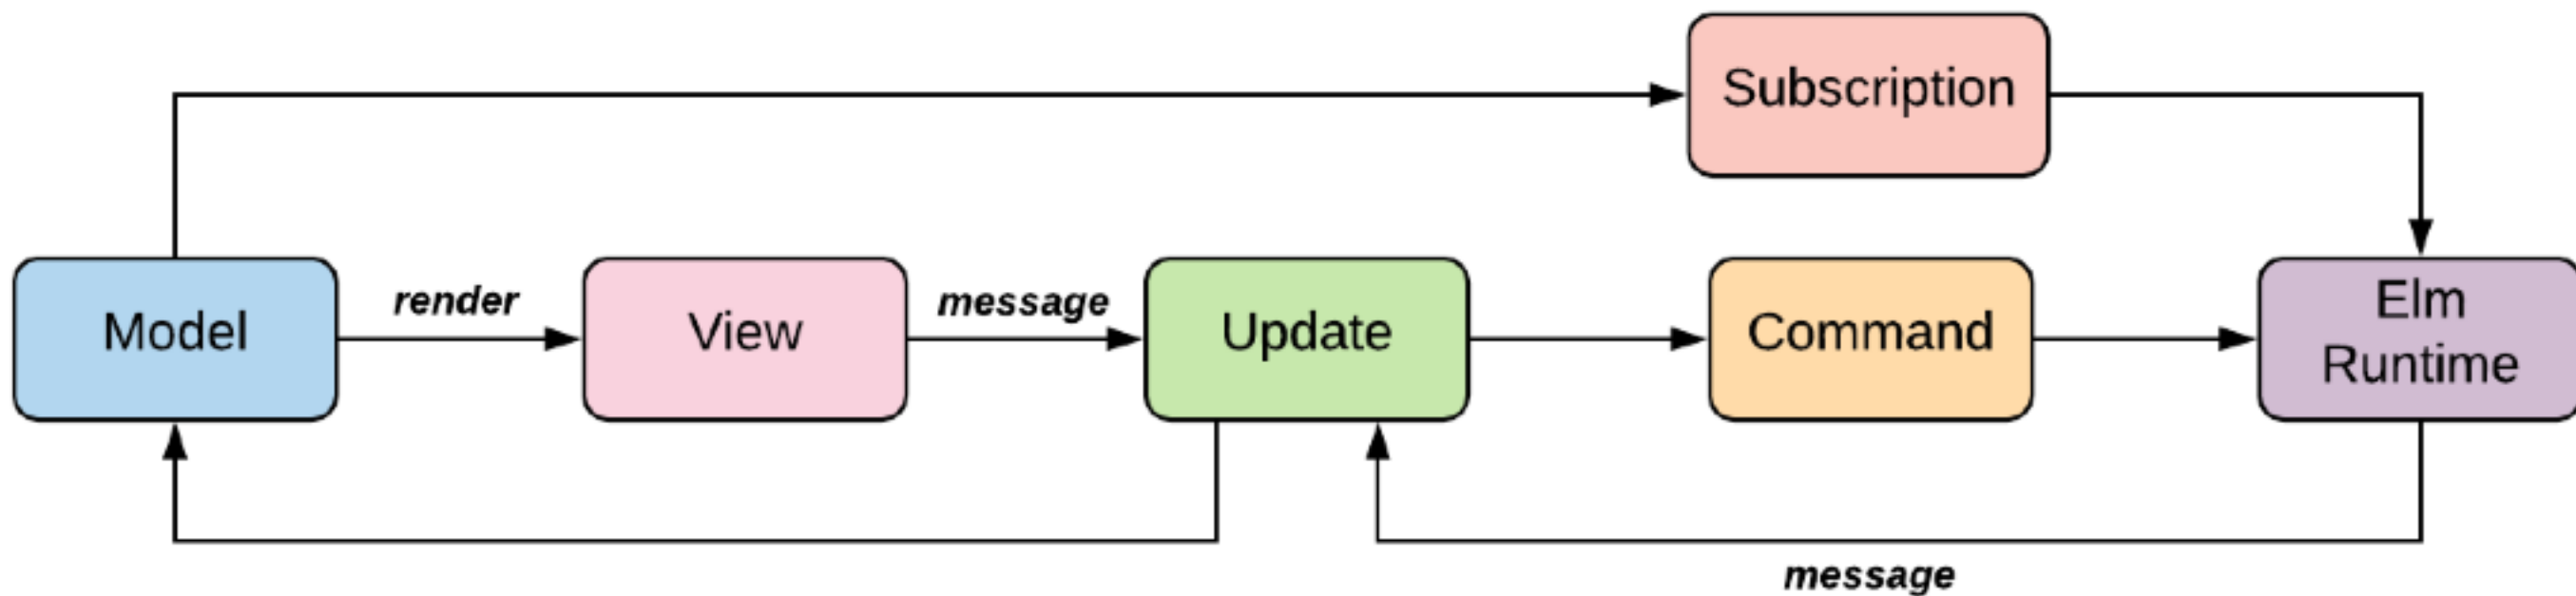 Subscription
Model
render
View
message
Update
Command
Elm
Runtime
message